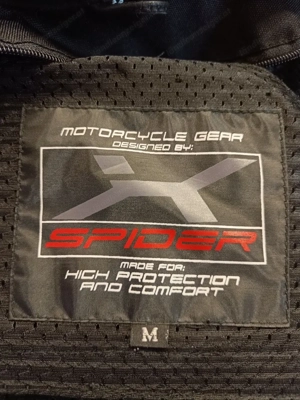 MOTORCYCLE GEAR
DESIGNED BY:
SPIDER
MADE FOR:
HIGH PROTECTION
AND COMFORT
M